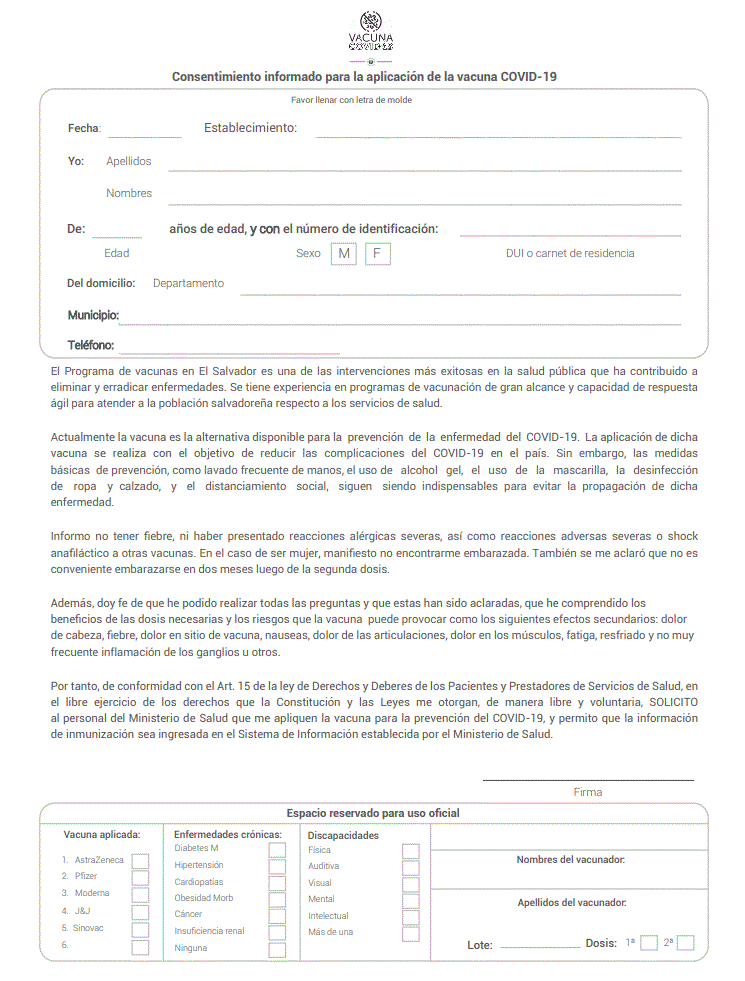 VACUNA
COVID-19
Consentimiento informado para la aplicación de la vacuna COVID-19
Favor llenar con letra de molde
Fecha: Establecimiento:
Yo: Apellidos
Nombres
De: años de edad, y con el número de identificación:
Edad Sexo M F DUI o carnet de residencia
Del domicilio: Departamento
Municipio:
Teléfono:
El Programa de vacunas en El Salvador es una de las intervenciones más exitosas en la salud pública que ha contribuido a
eliminar y erradicar enfermedades. Se tiene experiencia en programas de vacunación de gran alcance y capacidad de respuesta
ágil para atender a la población salvadoreña respecto a los servicios de salud.
Actualmente la vacuna es la alternativa disponible para la prevención de la enfermedad del COVID-19. La aplicación de dicha
vacuna se realiza con el objetivo de reducir las complicaciones del COVID-19 en el país. Sin embargo, las medidas
básicas de prevención, como lavado frecuente de manos, el uso de alcohol gel, el uso de la mascarilla, la desinfección
de ropa y calzado, y el distanciamiento social, siguen siendo indispensables para evitar la propagación de dicha
enfermedad.
Informo no tener fiebre, ni haber presentado reacciones alérgicas severas, así como reacciones adversas severas o shock
anafiláctico a otras vacunas. En el caso de ser mujer, manifiesto no encontrarme embarazada. También se me aclaró que no es
conveniente embarazarse en dos meses luego de la segunda dosis.
Además, doy fe de que he podido realizar todas las preguntas y que estas han sido aclaradas, que he comprendido los
beneficios de las dosis necesarias y los riesgos que la vacuna puede provocar como los siguientes efectos secundarios: dolor
de cabeza, fiebre, dolor en sitio de vacuna, nauseas, dolor de las articulaciones, dolor en los músculos, fatiga, resfriado y no muy
frecuente inflamación de los ganglios u otros.
Por tanto, de conformidad con el Art. 15 de la ley de Derechos y Deberes de los Pacientes y Prestadores de Servicios de Salud, en
el libre ejercicio de los derechos que la Constitución y las Leyes me otorgan, de manera libre y voluntaria, SOLICITO
al personal del Ministerio de Salud que me apliquen la vacuna para la prevención del COVID-19, y permito que la información
de inmunización sea ingresada en el Sistema de Información establecida por el Ministerio de Salud.
Firma
Espacio reservado para uso oficial
Vacuna aplicada:
1. AstraZeneca
2. Pfizer
3. Moderna
4. J&J
5. Sinovac
6.
Enfermedades crónicas:
Diabetes M
Hipertensión
Cardiopatías
Obesidad Morb
Cáncer
Insuficiencia renal
Ninguna
Discapacidades
Física
Auditiva
Visual
Mental
Intelectual
Más de una
Nombres del vacunador:
Apellidos del vacunador:
Lote: Dosis: 1ª 2ª